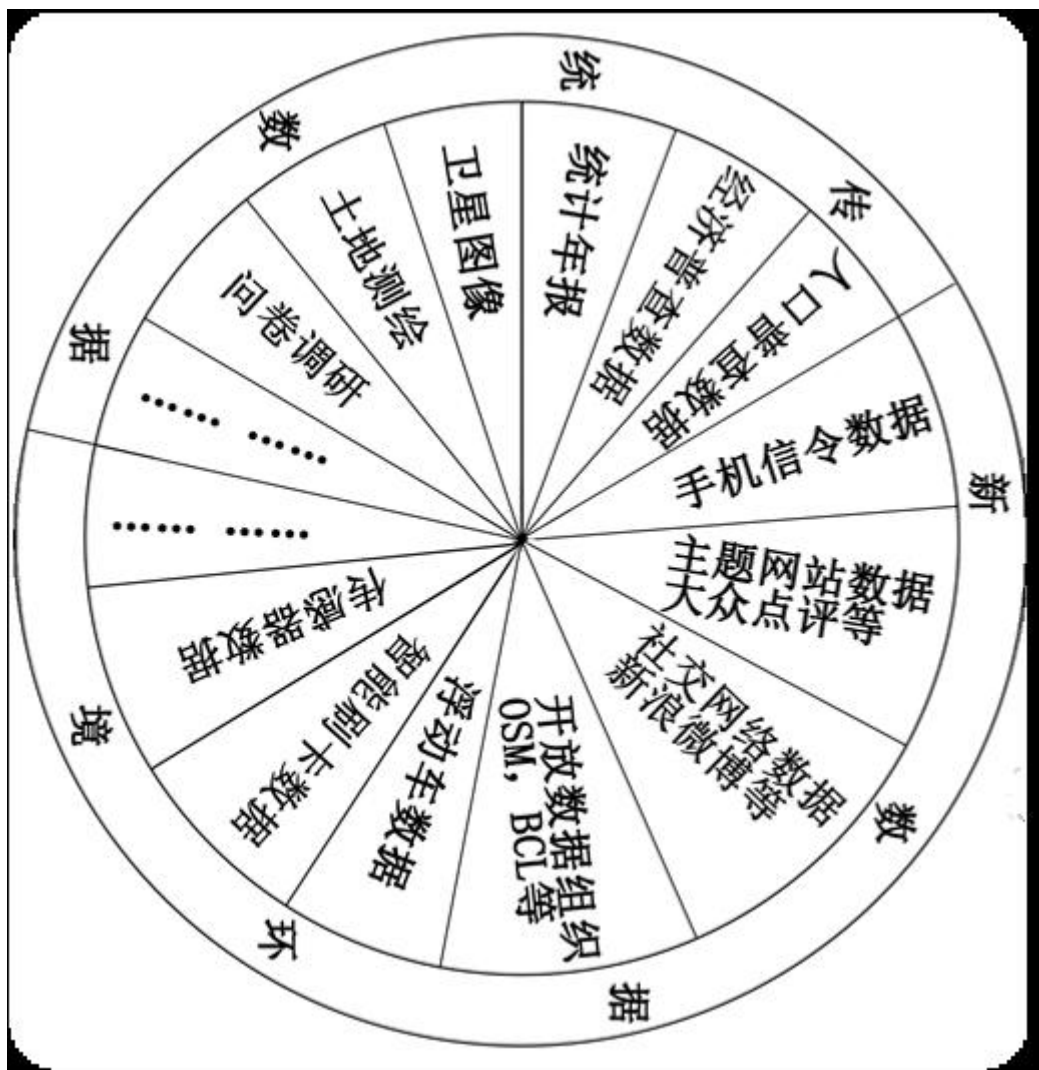 传统数据
统计年报
经济普查数据
人口普查数据
卫星图像
土地测绘
问卷调研
…… ……
新数据环境
手机信令数据
主题网站数据
大众点评等
社交网络数据
新浪微博等
开放数据组织
OSM, BCL等
浮动车数据
智能刷卡数据
传感器数据
…… ……